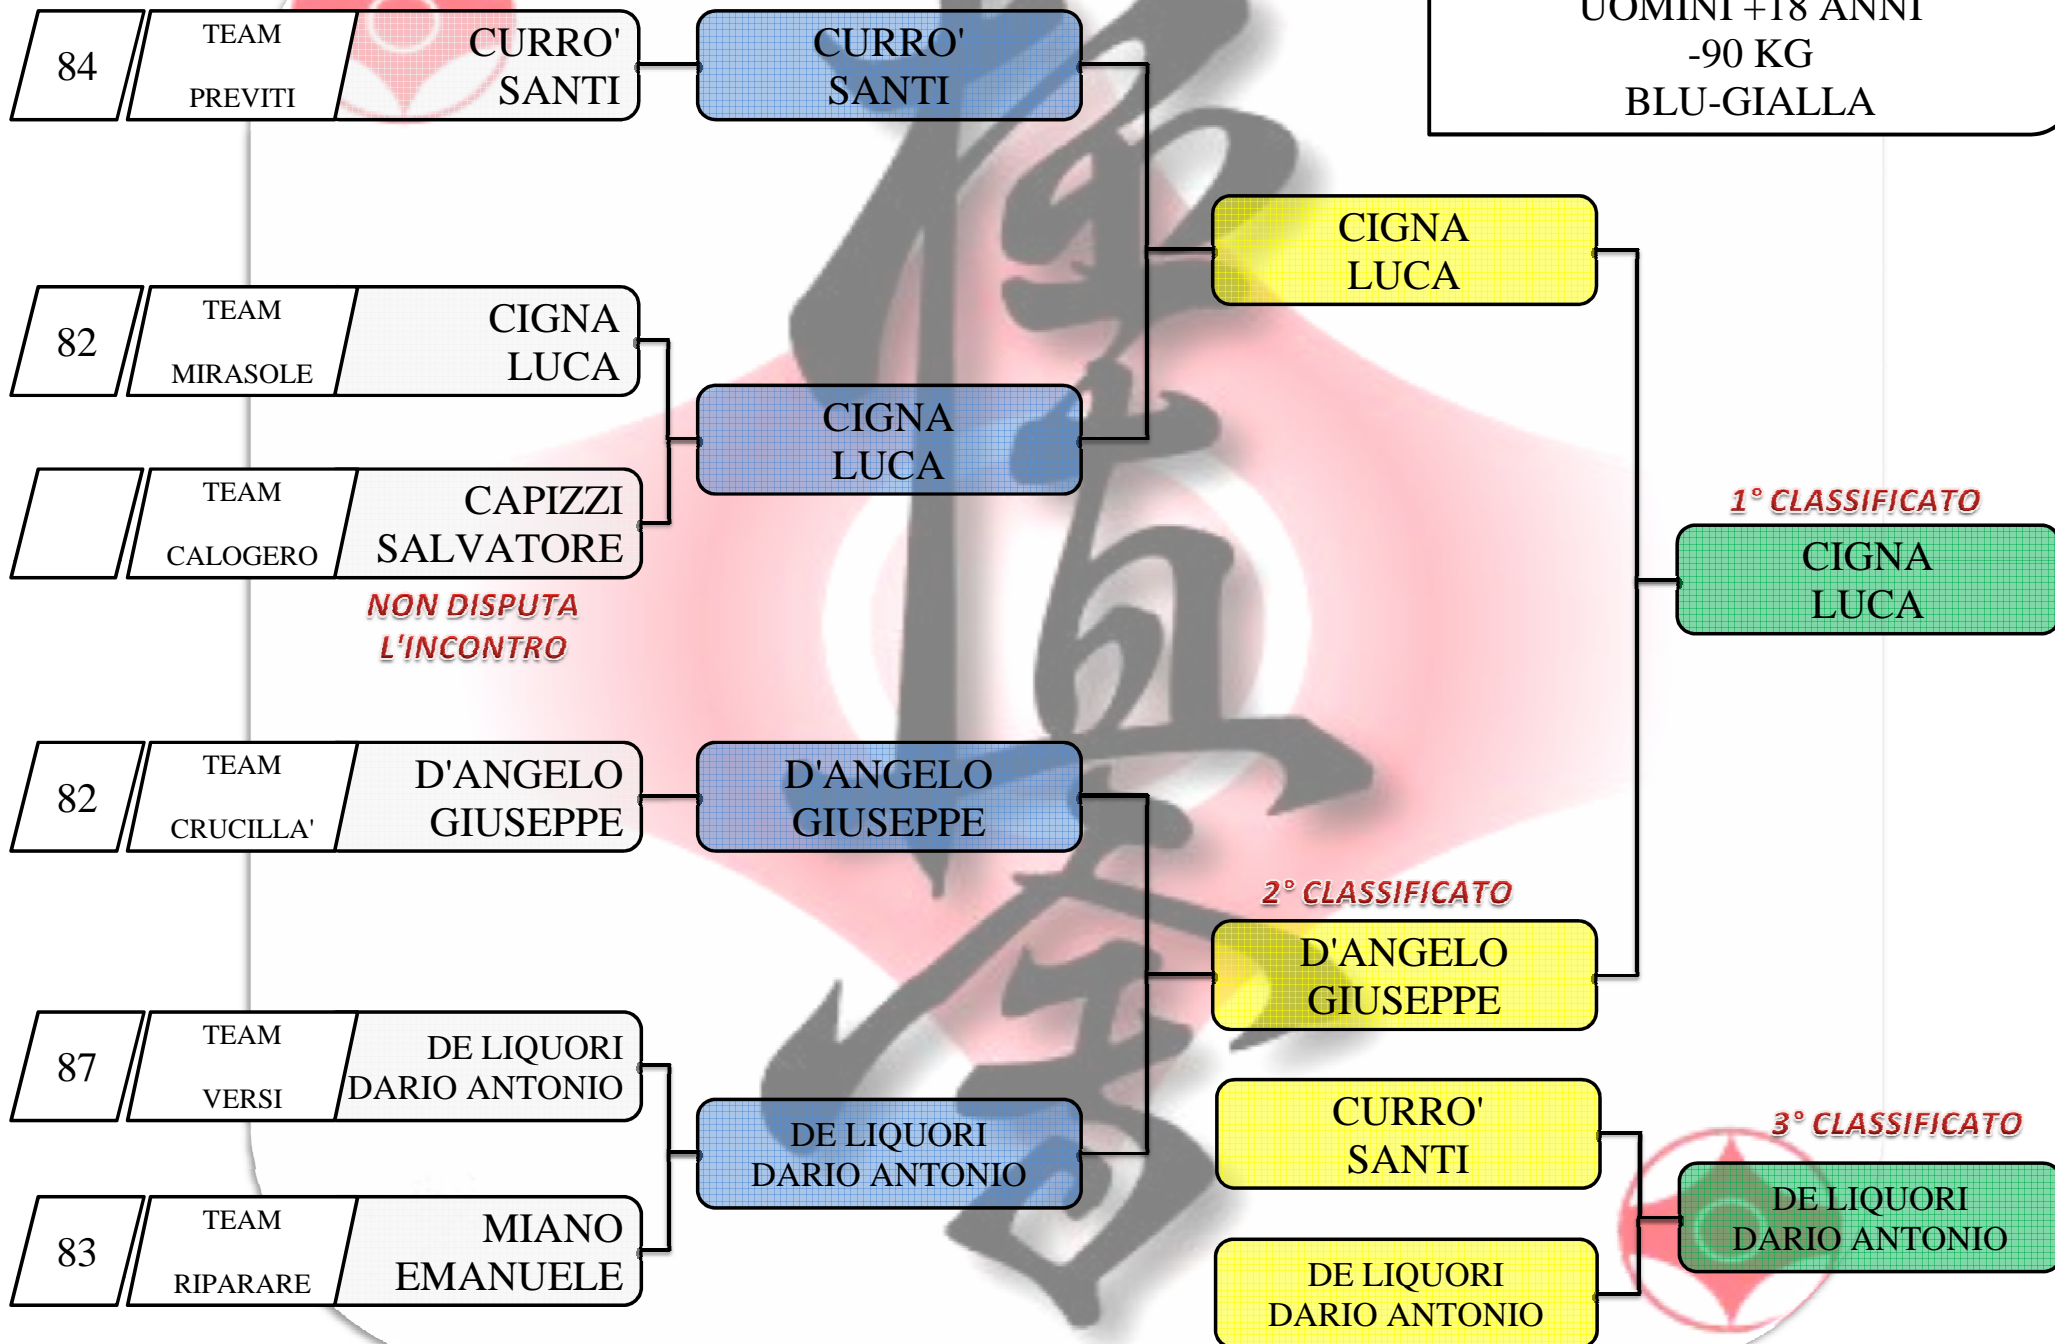 UOMINI +18 ANNI
-90 KG
BLU-GIALLA
84
TEAM
PREVITI
CURRO'
SANTI
CURRO'
SANTI
82
TEAM
MIRASOLE
CIGNA
LUCA
TEAM
CALOGERO
CAPIZZI
SALVATORE
NON DISPUTA
L'INCONTRO
CIGNA
LUCA
CIGNA
LUCA
82
TEAM
CRUCILLA'
D'ANGELO
GIUSEPPE
D'ANGELO
GIUSEPPE
87
TEAM
VERSI
DE LIQUORI
DARIO ANTONIO
83
TEAM
RIPARARE
MIANO
EMANUELE
DE LIQUORI
DARIO ANTONIO
2° CLASSIFICATO
D'ANGELO
GIUSEPPE
1° CLASSIFICATO
CIGNA
LUCA
CURRO'
SANTI
DE LIQUORI
DARIO ANTONIO
3° CLASSIFICATO
DE LIQUORI
DARIO ANTONIO
極真会